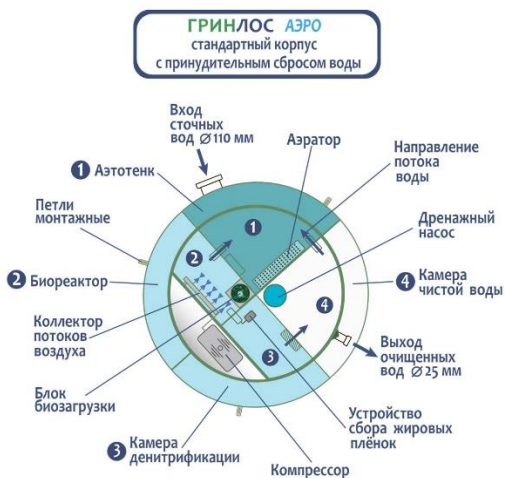 ГРИНЛОС АЭРО
стандартный корпус
с принудительным сбросом воды
Вход
сточных
вод Ø 110 мм
Аэратор
Направление
потока
воды
1 Аэтотенк
Петли
монтажные
Дренажный
насос
1
2
2 Биореактор
4 Камера
чистой воды
4
Коллектор
потоков
воздуха
3
Выход
очищенных
вод Ø 25 мм
Блок
биозагрузки
Устройство
сбора жировых
плёнок
3 Камера
денитрификации
Компрессор